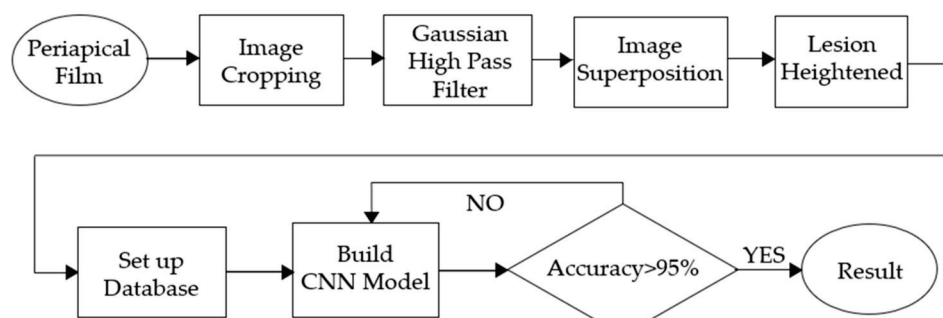 Periapical
Film
Image
Cropping
Gaussian
High Pass
Filter
Image
Superposition
Lesion
Heightened
NO
Set up
Database
Build
CNN Model
Accuracy>95%
YES
Result